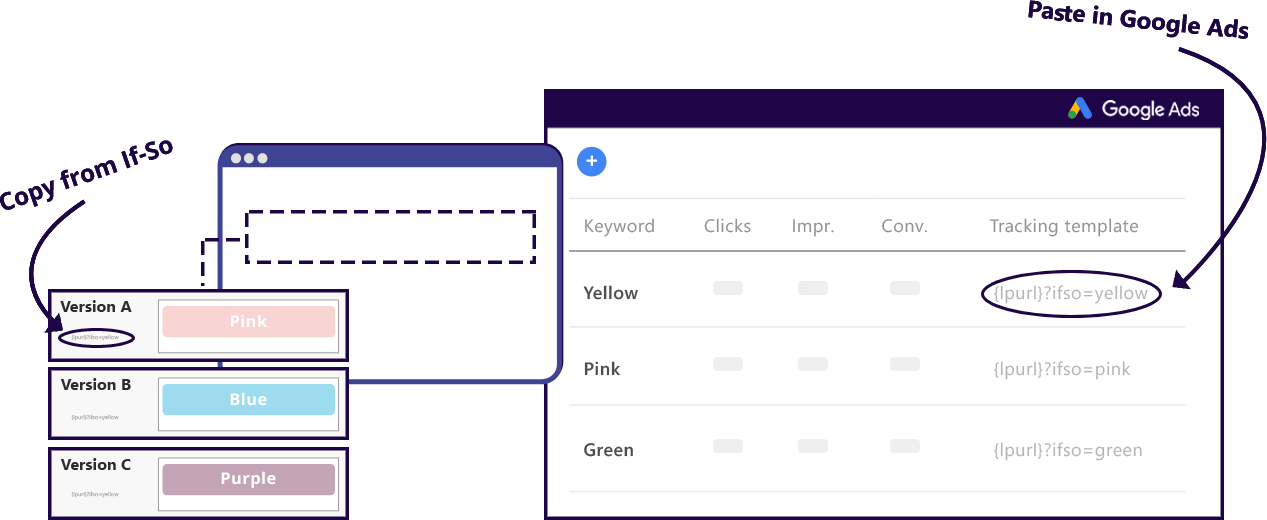 Paste in Google Ads
Google Ads
Copy from If-So
+
Keyword Clicks Impr. Conv. Tracking template
Yellow {lpurl}?ifso=yellow
Pink {lpurl}?ifso=pink
Green {lpurl}?ifso=green
Version A
Pink
{lpurl}?ifso=yellow
Version B
Blue
{lpurl}?ifso=yellow
Version C
Purple
{lpurl}?ifso=yellow